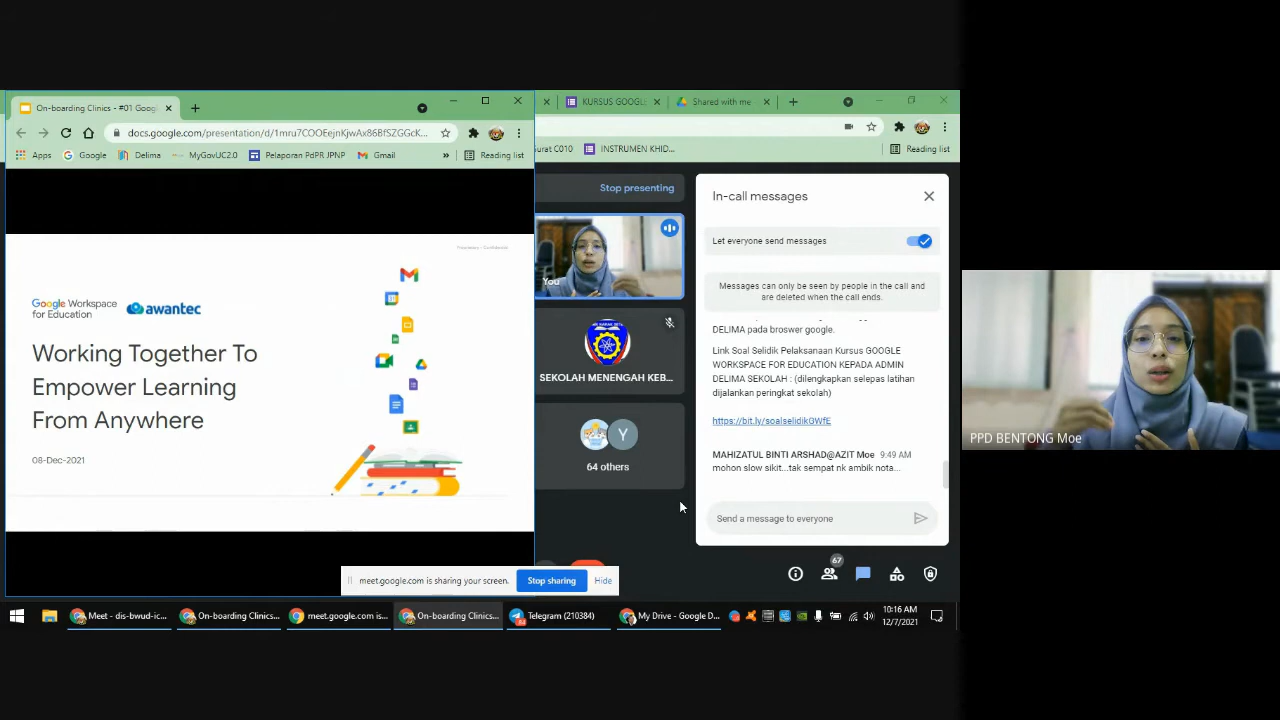 On-boarding Clinics - #01 Goog
KURSUS GOOGLE
Shared with me
docs.google.com/presentation/d/1mru7COOEejnKjwAx86BfSZGGcK...
Apps
Google
Delima
MyGovUC2.0
Pelaporan PdPR JPNP
Gmail
»
Reading list
Surat C010
INSTRUMEN KHID...
Reading list
Google Workspace
for Education
awantec
Working Together To
Empower Learning
From Anywhere
08-Dec-2021
Stop presenting
You
SEKOLAH MENENGAH KEB...
Y
64 others
In-call messages
Let everyone send messages
Messages can only be seen by people in the call and
are deleted when the call ends.
DELIMA pada broswer google.
Link Soal Selidik Pelaksanaan Kursus GOOGLE
WORKSPACE FOR EDUCATION KEPADA ADMIN
DELIMA SEKOLAH : (dilengkapkan selepas latihan
dijalankan peringkat sekolah)
https://bit.ly/soalselidikGWfE
MAHIZATUL BINTI ARSHAD@AZIT Moe 9:49 AM
mohon slow sikit...tak sempat nk ambik nota...
Send a message to everyone
67
PPD BENTONG Moe
meet.google.com is sharing your screen.
Stop sharing
Hide
Meet - dis-bwud-ic...
On-boarding Clinics...
meet.google.com is...
On-boarding Clinics...
Telegram (210384)
My Drive - Google D...
10:16 AM
12/7/2021